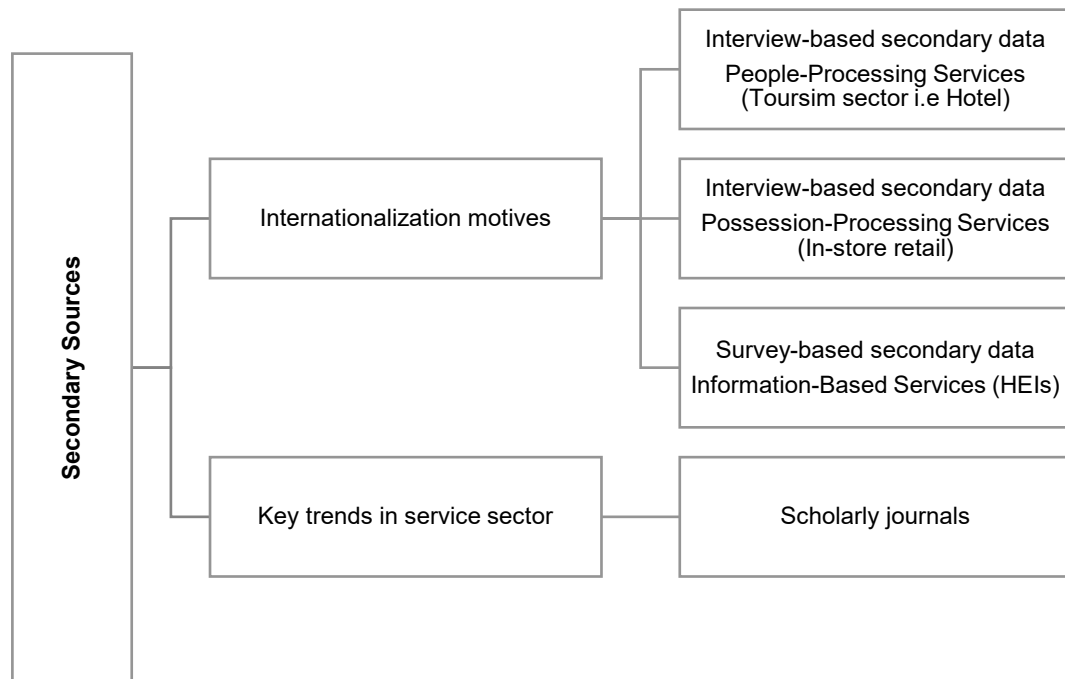 Secondary Sources
Internationalization motives
Interview-based secondary data
People-Processing Services
(Toursim sector i.e Hotel)
Interview-based secondary data
Possession-Processing Services
(In-store retail)
Survey-based secondary data
Information-Based Services (HEIs)
Key trends in service sector
Scholarly journals